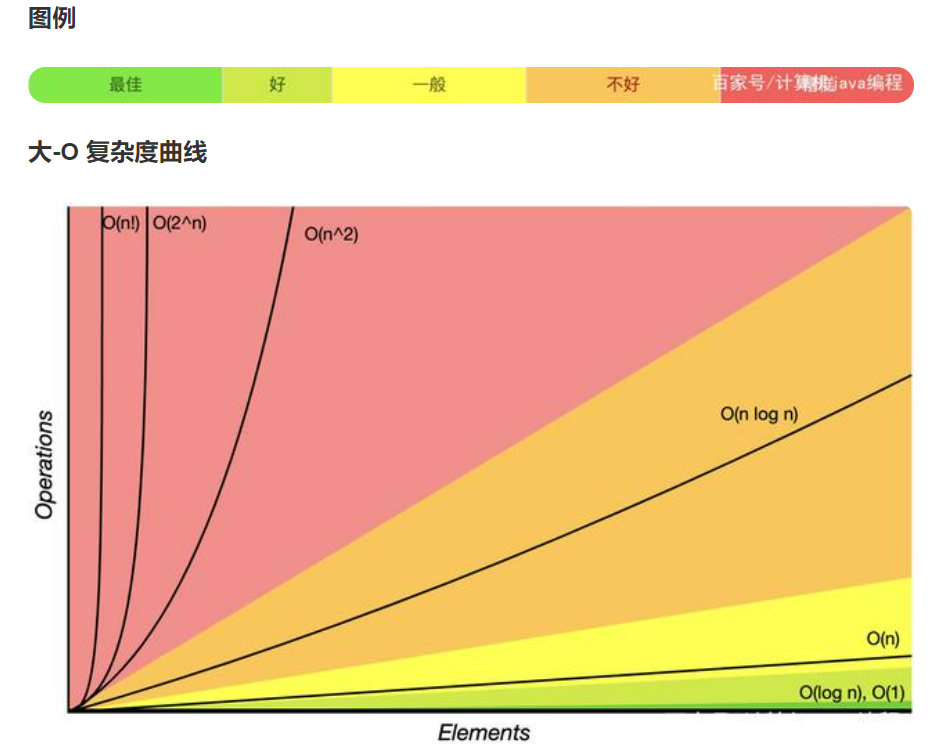 图例
最佳 好 一般 不好 百家号/计算机java编程
大-O 复杂度曲线
O(n!) O(2^n) O(n^2)
O(n log n)
O(n)
O(log n), O(1)
Operations
Elements